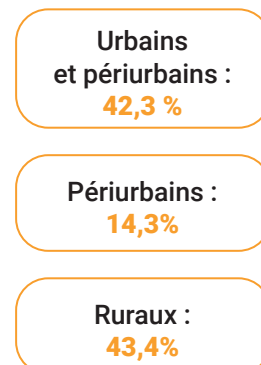 Urbains
et périurbains :
42,3 %
Périurbains :
14,3%
Ruraux :
43,4%